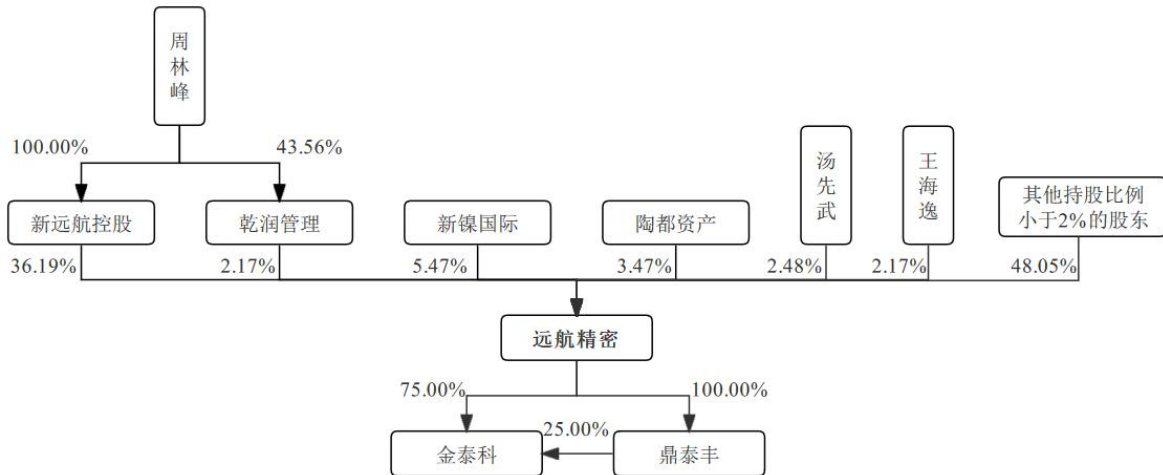 周林峰
100.00%
43.56%
汤先武
王海逸
新远航控股
乾润管理
新镍国际
陶都资产
其他持股比例
小于2%的股东
36.19%
2.17%
5.47%
3.47%
2.48%
2.17%
48.05%
远航精密
75.00%
100.00%
25.00%
金泰科
鼎泰丰